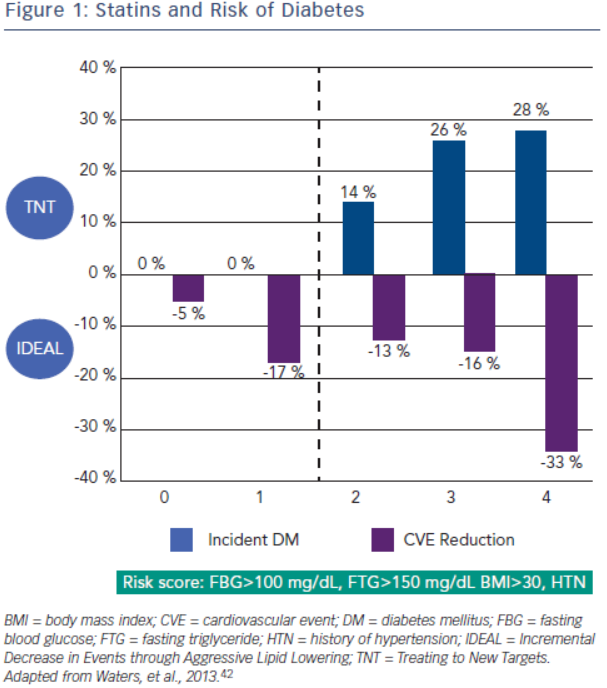 Figure 1: Statins and Risk of Diabetes
40 %
30 %
20 %
10 %
0 %
-10 %
-20 %
-30 %
-40 %
TNT
IDEAL
0 %
-5 %
0 %
-17 %
14 %
-13 %
26 %
-16 %
28 %
-33 %
0 1 2 3 4
Incident DM CVE Reduction
Risk score: FBG>100 mg/dL, FTG>150 mg/dL BMI>30, HTN
BMI = body mass index; CVE = cardiovascular event; DM = diabetes mellitus; FBG = fasting
blood glucose; FTG = fasting triglyceride; HTN = history of hypertension; IDEAL = Incremental
Decrease in Events through Aggressive Lipid Lowering; TNT = Treating to New Targets.
Adapted from Waters, et al., 2013.42